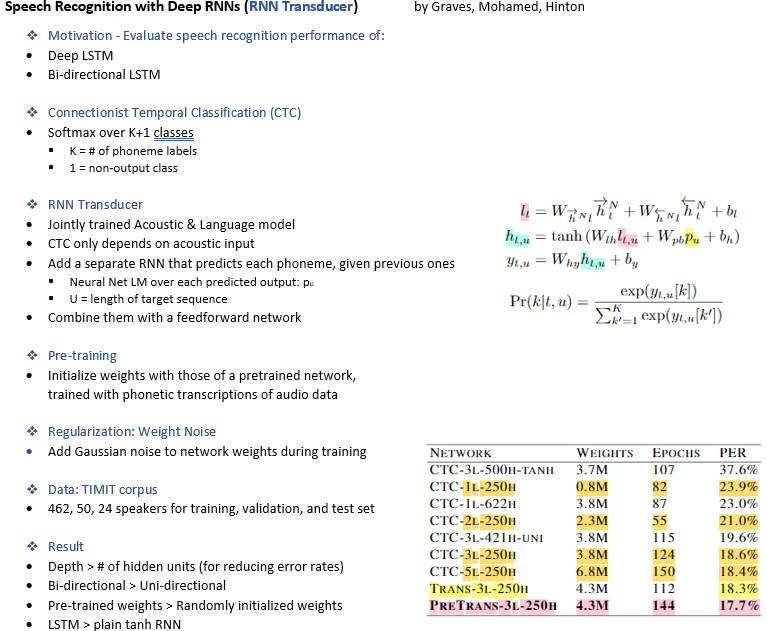 Speech Recognition with Deep RNNs (RNN Transducer) by Graves, Mohamed, Hinton
❖ Motivation - Evaluate speech recognition performance of:
• Deep LSTM
• Bi-directional LSTM
❖ Connectionist Temporal Classification (CTC)
• Softmax over K+1 classes
▪ K = # of phoneme labels
▪ 1 = non-output class
❖ RNN Transducer
• Jointly trained Acoustic & Language model
• CTC only depends on acoustic input
• Add a separate RNN that predicts each phoneme, given previous ones
▪ Neural Net LM over each predicted output: pᵤ
▪ U = length of target sequence
• Combine them with a feedforward network
l_t = W_{\overrightarrow{h}^N l} \overrightarrow{h}_t^N + W_{\overleftarrow{h}^N l} \overleftarrow{h}_t^N + b_l
h_{t,u} = tanh (W_{lh} l_{t,u} + W_{pb} p_u + b_h)
y_{t,u} = W_{hy} h_{t,u} + b_y
Pr(k|t, u) = \frac{exp(y_{t,u}[k])}{\sum_{k'=1}^{K} exp(y_{t,u}[k'])}
❖ Pre-training
• Initialize weights with those of a pretrained network,
trained with phonetic transcriptions of audio data
❖ Regularization: Weight Noise
• Add Gaussian noise to network weights during training
❖ Data: TIMIT corpus
• 462, 50, 24 speakers for training, validation, and test set
❖ Result
• Depth > # of hidden units (for reducing error rates)
• Bi-directional > Uni-directional
• Pre-trained weights > Randomly initialized weights
• LSTM > plain tanh RNN
NETWORK WEIGHTS EPOCHS PER
CTC-3L-500H-TANH 3.7M 107 37.6%
CTC-1L-250H 0.8M 82 23.9%
CTC-1L-622H 3.8M 87 23.0%
CTC-2L-250H 2.3M 55 21.0%
CTC-3L-421H-UNI 3.8M 115 19.6%
CTC-3L-250H 3.8M 124 18.6%
CTC-5L-250H 6.8M 150 18.4%
TRANS-3L-250H 4.3M 112 18.3%
PRETRANS-3L-250H 4.3M 144 17.7%